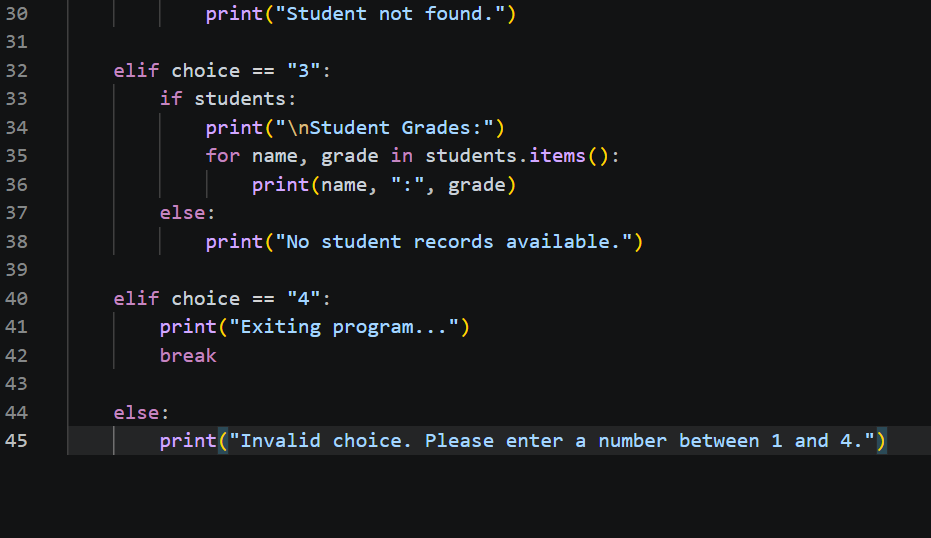 30            print("Student not found.")
31
32    elif choice == "3":
33        if students:
34            print("\nStudent Grades:")
35            for name, grade in students.items():
36                print(name, ":", grade)
37        else:
38            print("No student records available.")
39
40    elif choice == "4":
41        print("Exiting program...")
42        break
43
44    else:
45        print("Invalid choice. Please enter a number between 1 and 4.")